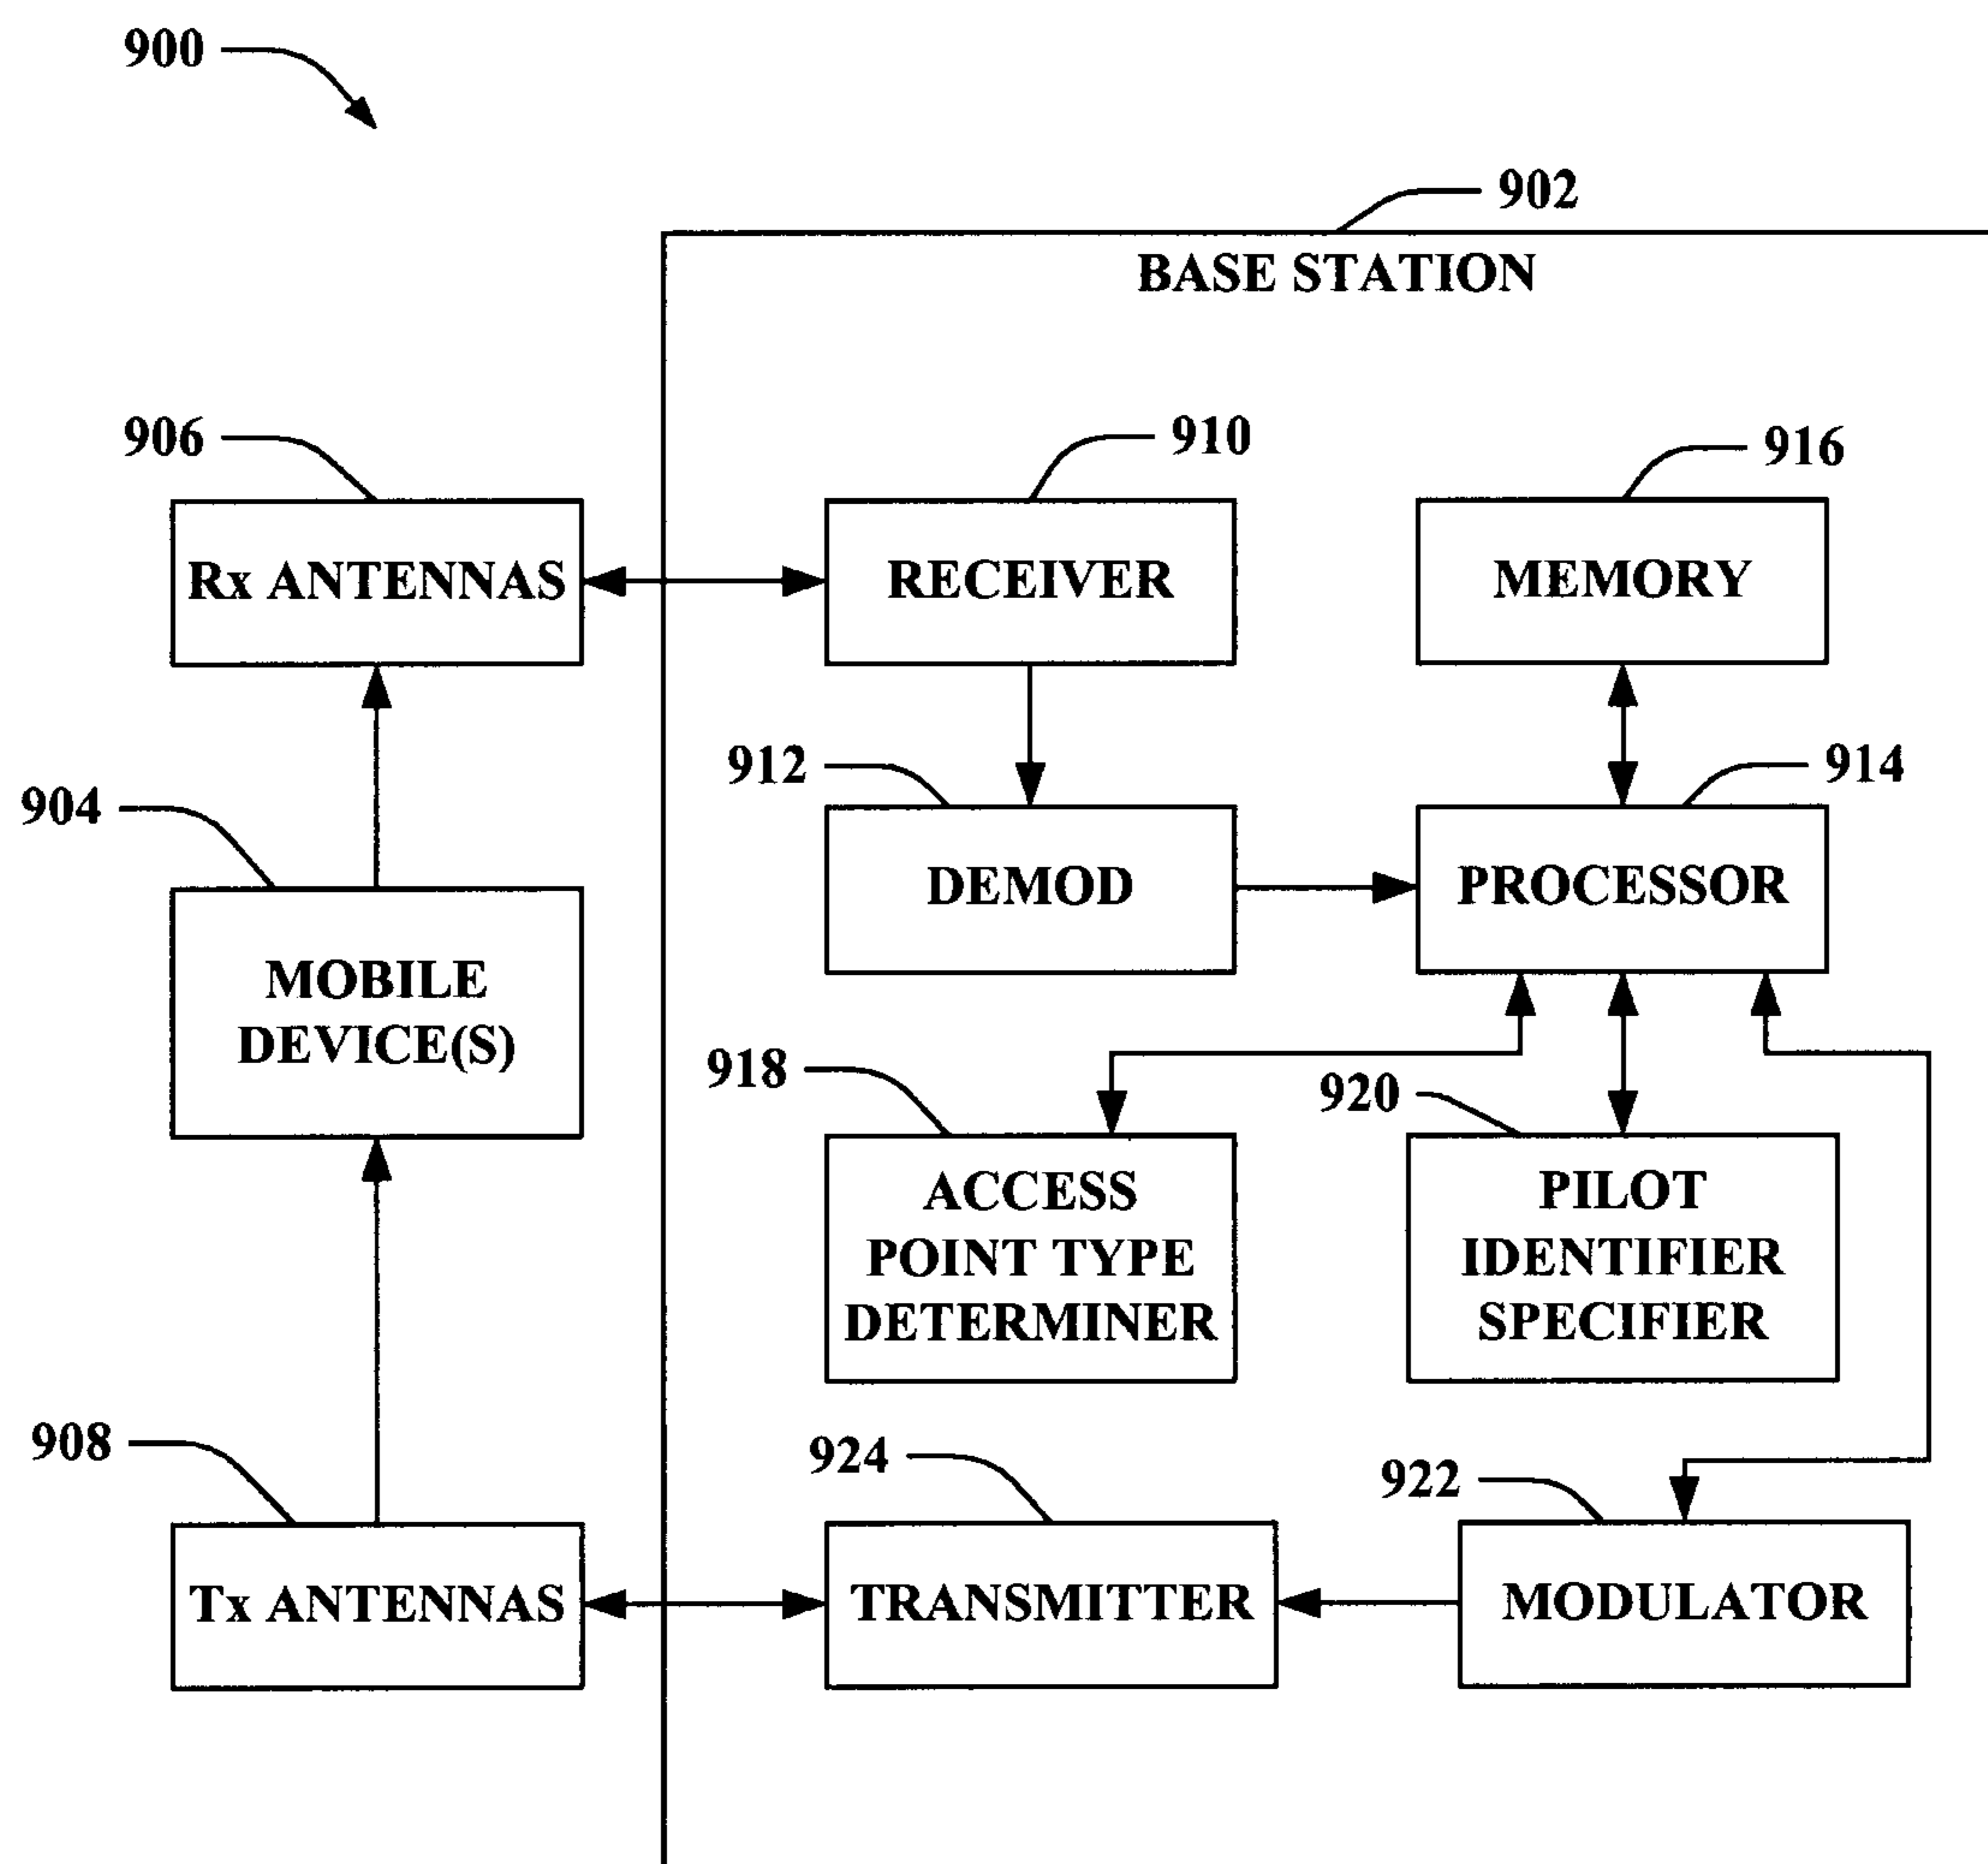 900
902
BASE STATION
906
910
916
Rx ANTENNAS
RECEIVER
MEMORY
912
914
904
DEMOD
PROCESSOR
MOBILE
DEVICE(S)
918
920
ACCESS
POINT TYPE
DETERMINER
PILOT
IDENTIFIER
SPECIFIER
908
924
922
Tx ANTENNAS
TRANSMITTER
MODULATOR